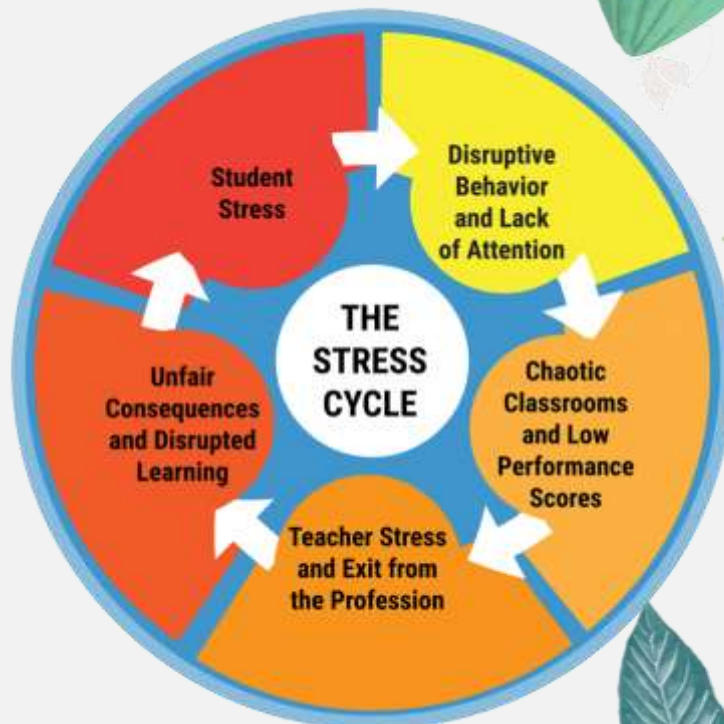 THE
STRESS
CYCLE
Student
Stress
Disruptive
Behavior
and Lack
of Attention
Chaotic
Classrooms
and Low
Performance
Scores
Teacher Stress
and Exit from
the Profession
Unfair
Consequences
and Disrupted
Learning